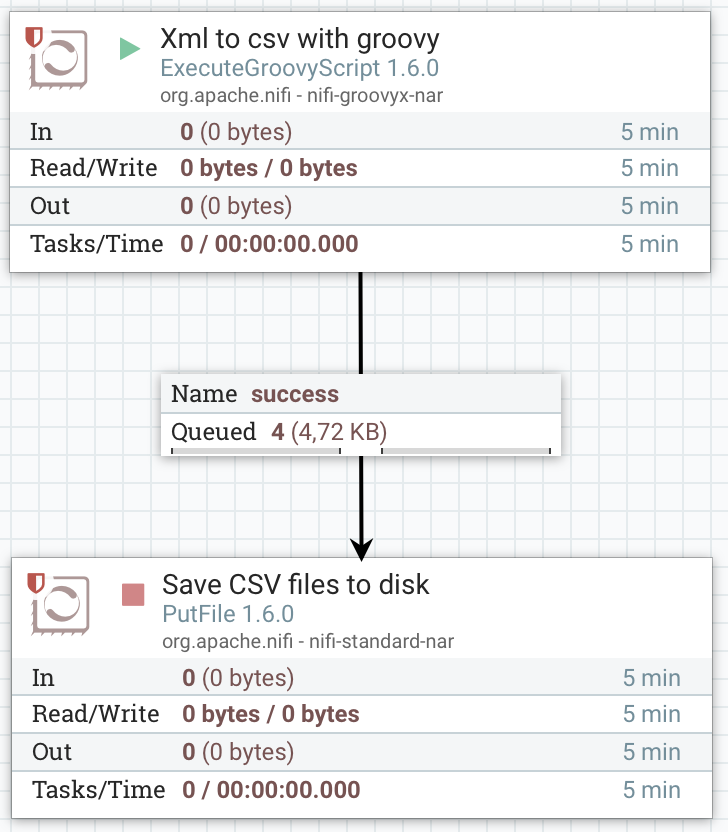 Xml to csv with groovy
ExecuteGroovyScript 1.6.0
org.apache.nifi - nifi-groovyx-nar
In 0 (0 bytes) 5 min
Read/Write 0 bytes / 0 bytes 5 min
Out 0 (0 bytes) 5 min
Tasks/Time 0 / 00:00:00.000 5 min
Name success
Queued 4 (4,72 KB)
Save CSV files to disk
PutFile 1.6.0
org.apache.nifi - nifi-standard-nar
In 0 (0 bytes) 5 min
Read/Write 0 bytes / 0 bytes 5 min
Out 0 (0 bytes) 5 min
Tasks/Time 0 / 00:00:00.000 5 min